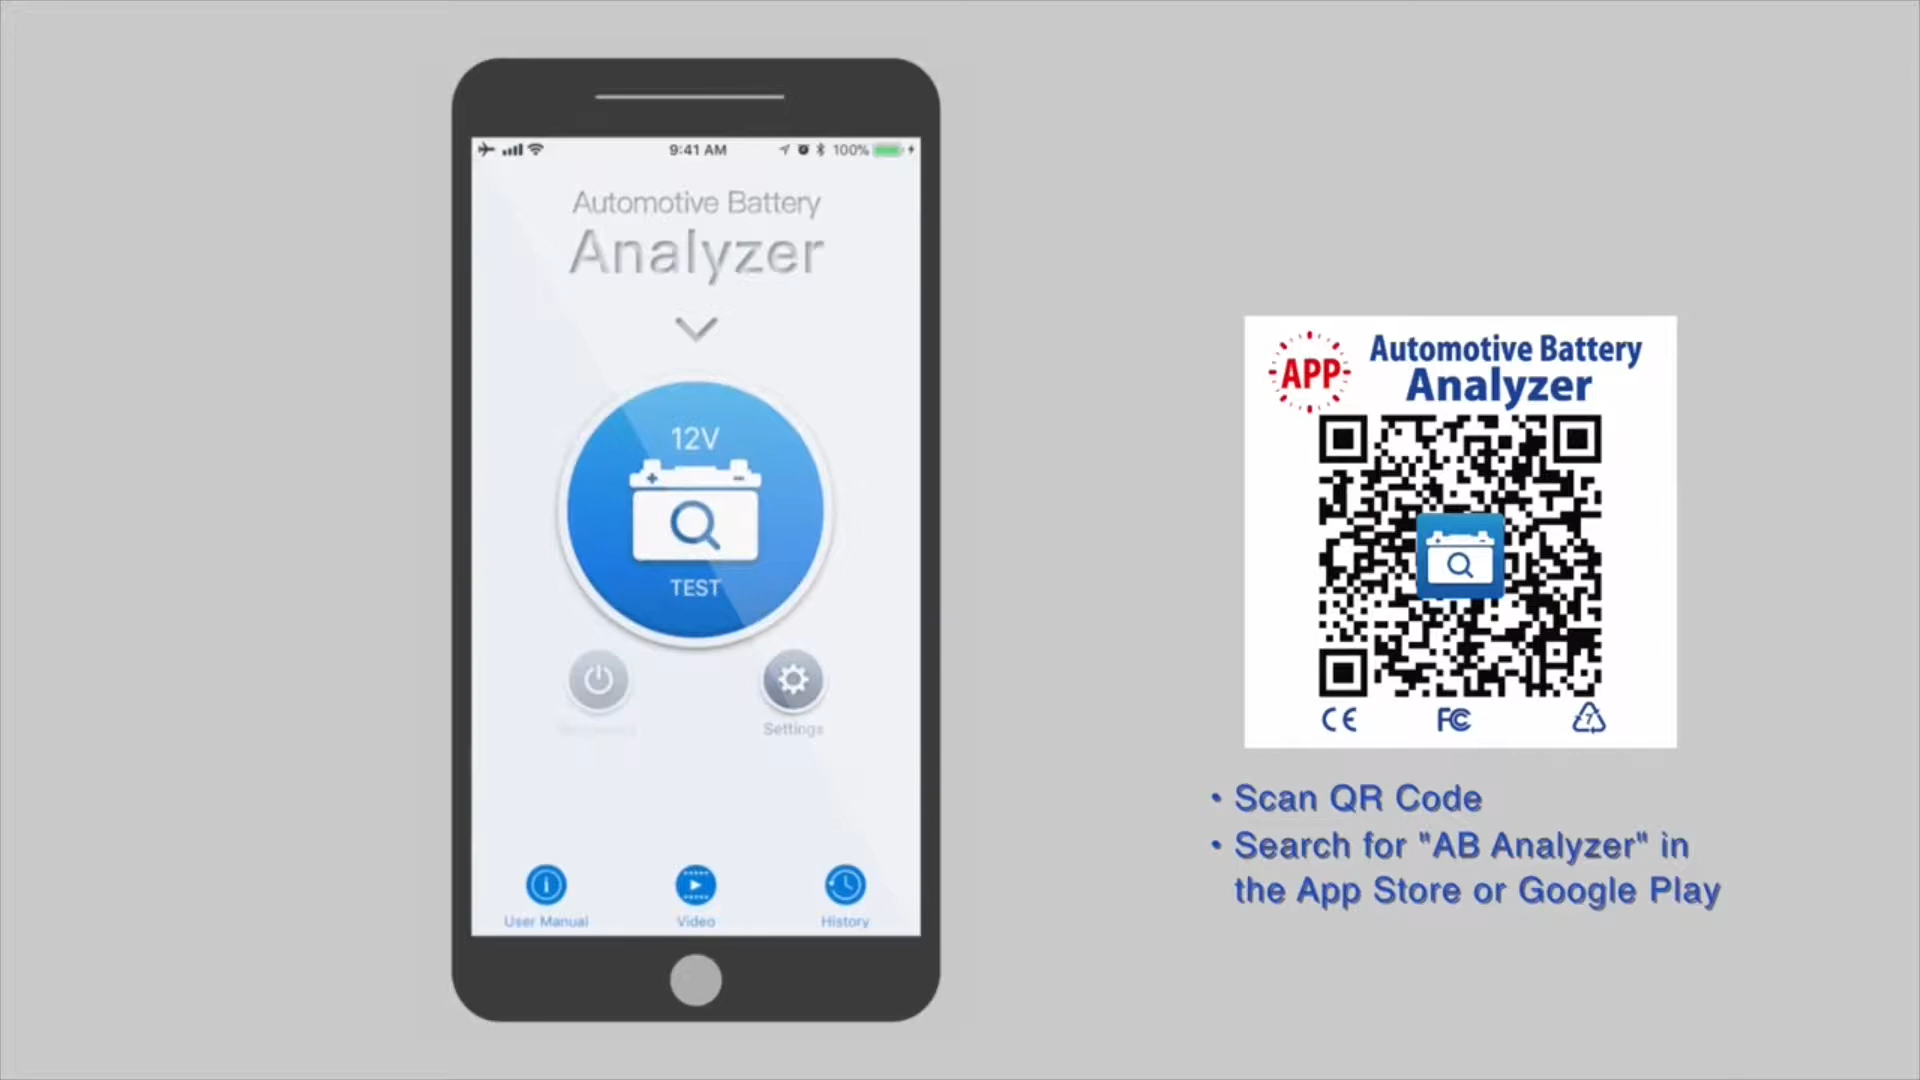 9:41 AM
100%
Automotive Battery
Analyzer
12V
TEST
Settings
User Manual
Video
History
APP
Automotive Battery
Analyzer
CE
FC
7
• Scan QR Code
• Search for "AB Analyzer" in
the App Store or Google Play